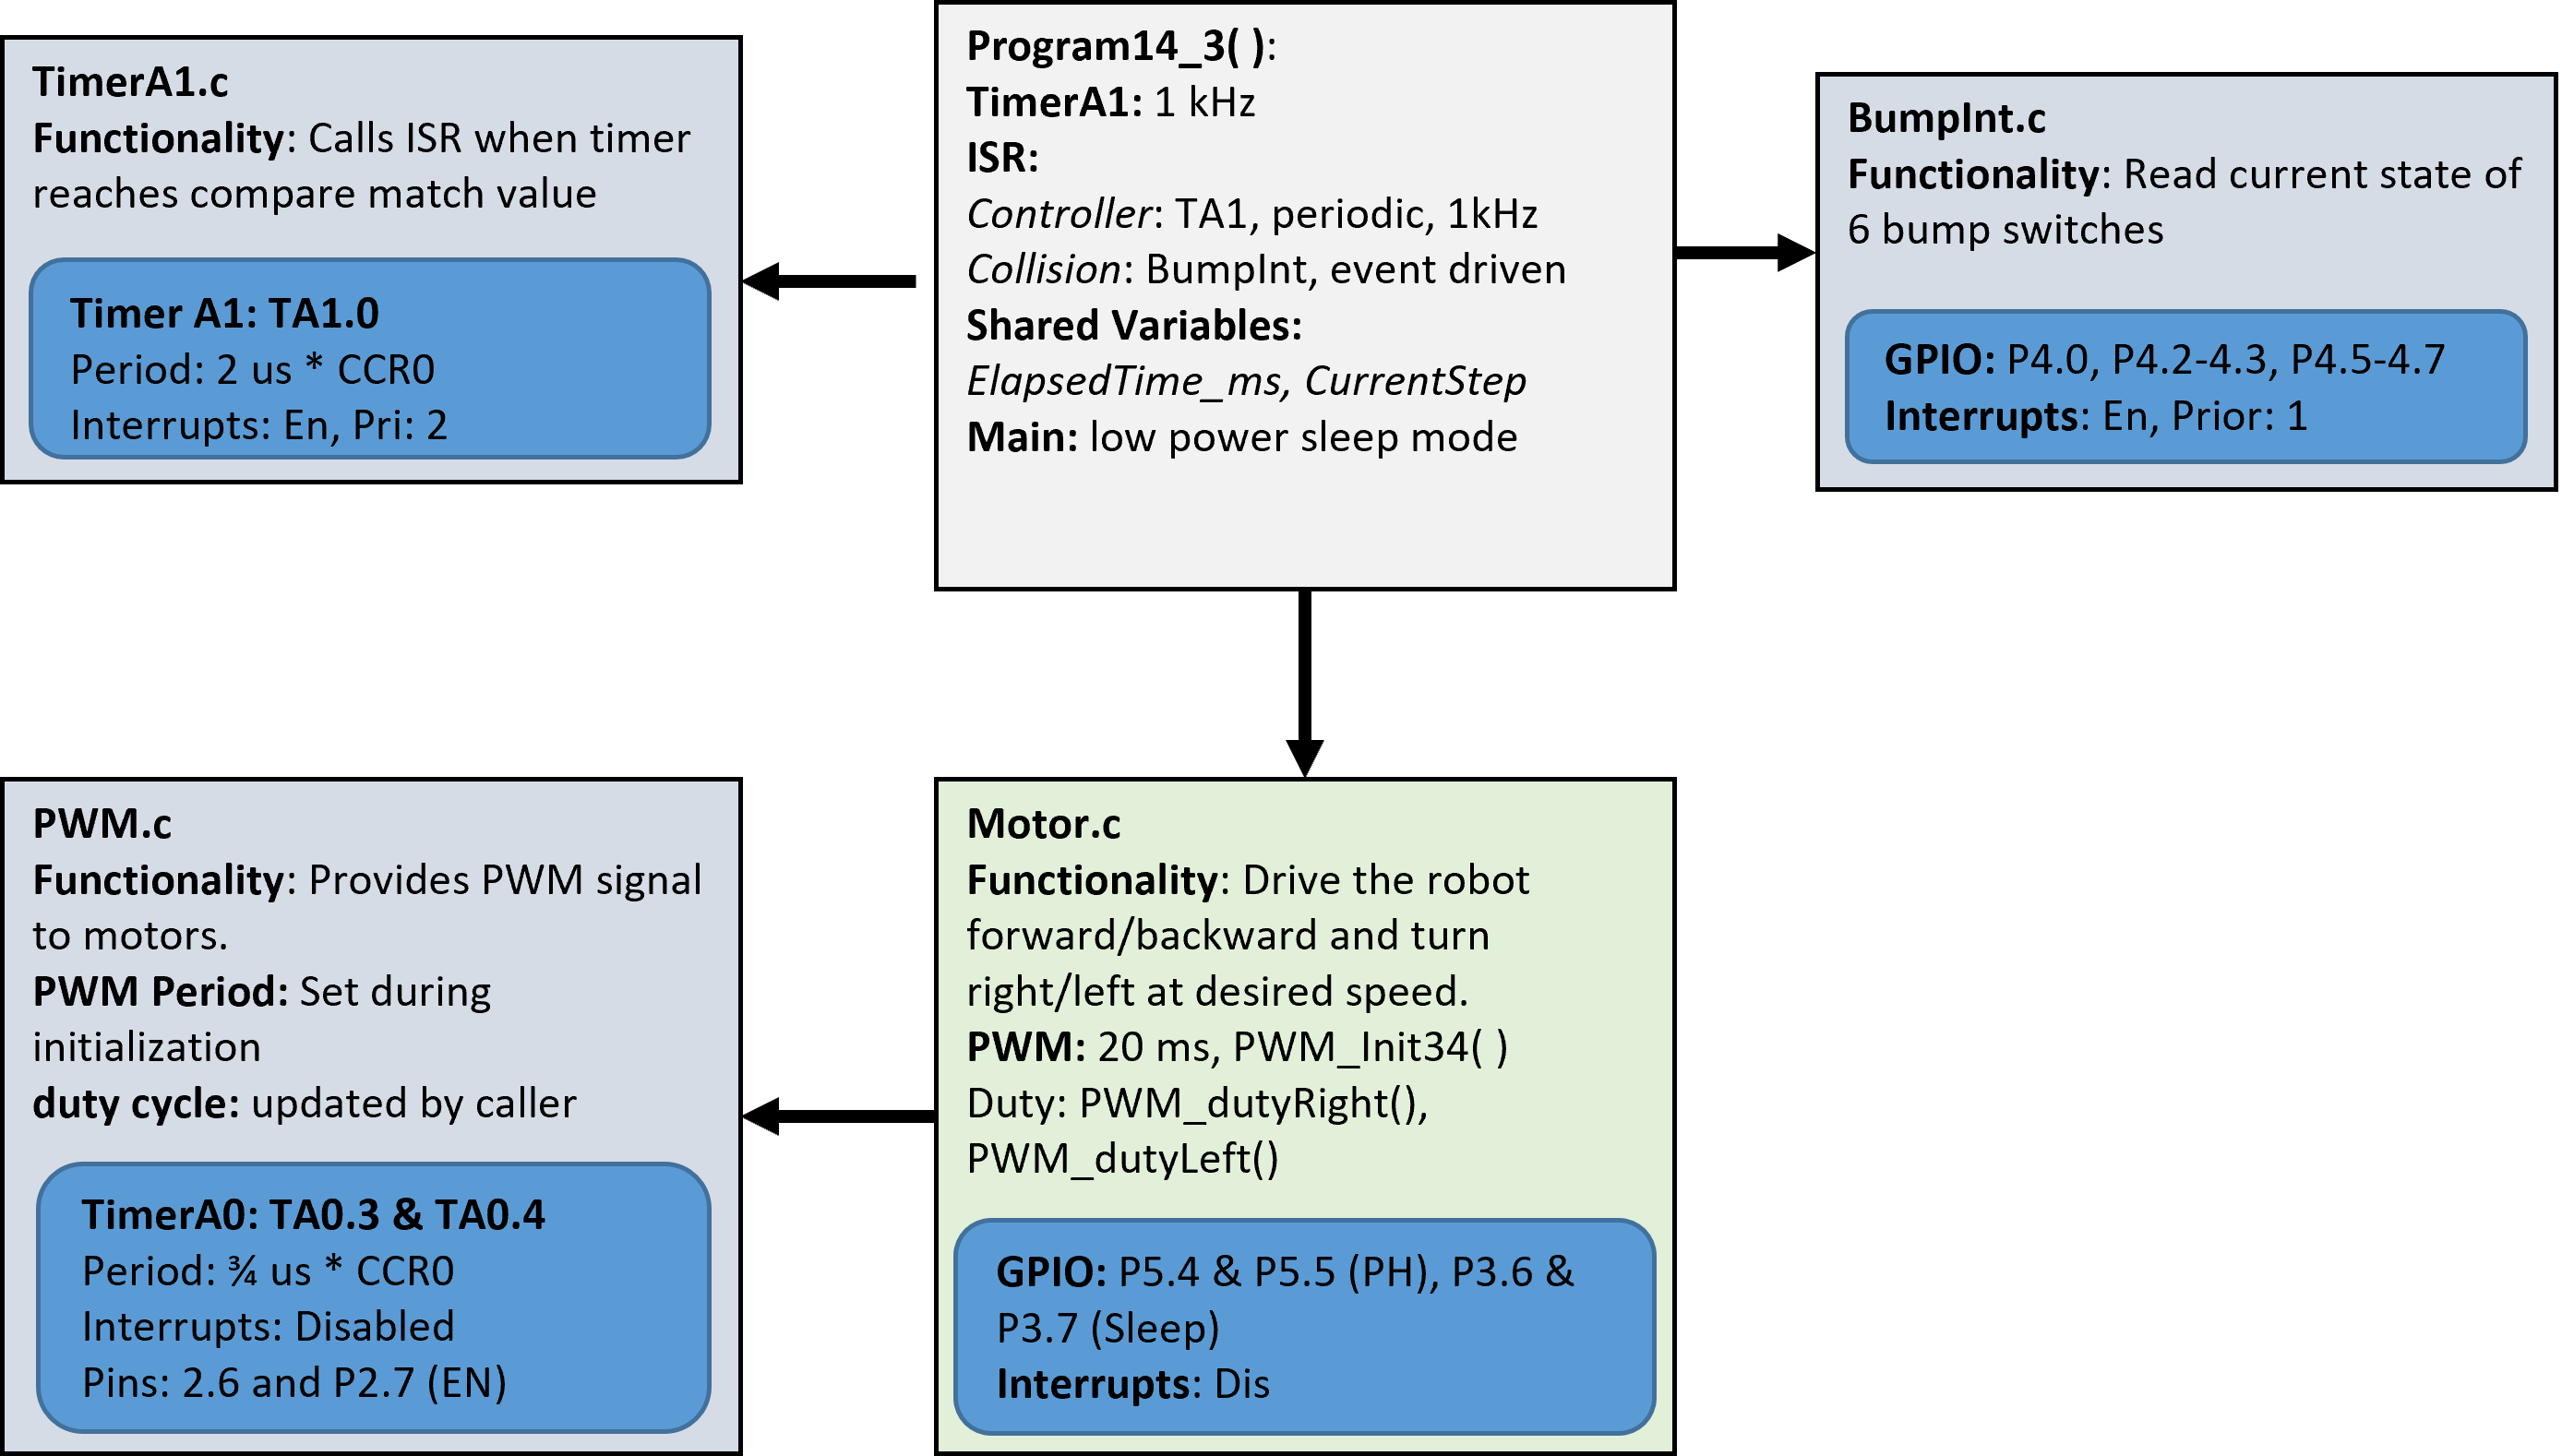 TimerA1.c
Functionality: Calls ISR when timer
reaches compare match value
Timer A1: TA1.0
Period: 2 us * CCR0
Interrupts: En, Pri: 2
Program14_3( ):
TimerA1: 1 kHz
ISR:
Controller: TA1, periodic, 1kHz
Collision: BumpInt, event driven
Shared Variables:
ElapsedTime_ms, CurrentStep
Main: low power sleep mode
BumpInt.c
Functionality: Read current state of
6 bump switches
GPIO: P4.0, P4.2-4.3, P4.5-4.7
Interrupts: En, Prior: 1
PWM.c
Functionality: Provides PWM signal
to motors.
PWM Period: Set during
initialization
duty cycle: updated by caller
TimerA0: TA0.3 & TA0.4
Period: ¾ us * CCR0
Interrupts: Disabled
Pins: 2.6 and P2.7 (EN)
Motor.c
Functionality: Drive the robot
forward/backward and turn
right/left at desired speed.
PWM: 20 ms, PWM_Init34( )
Duty: PWM_dutyRight(),
PWM_dutyLeft()
GPIO: P5.4 & P5.5 (PH), P3.6 &
P3.7 (Sleep)
Interrupts: Dis